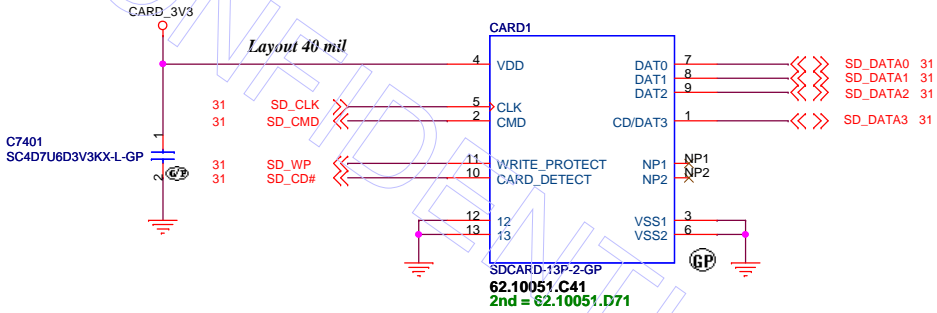 CARD_3V3
Layout 40 mil
CARD1
4 VDD
DAT0 7 SD_DATA0 31
DAT1 8 SD_DATA1 31
DAT2 9 SD_DATA2 31
31 SD_CLK 5 CLK
31 SD_CMD 2 CMD
CD/DAT3 1 SD_DATA3 31
1
C7401
SC4D7U6D3V3KX-L-GP
2
GP
31 SD_WP 11 WRITE_PROTECT
31 SD_CD# 10 CARD_DETECT
NP1 NP1
NP2 NP2
12 12
13 13
VSS1 3
VSS2 6
GP
SDCARD-13P-2-GP
62.10051.C41
2nd = 62.10051.D71
ONFIDENTI